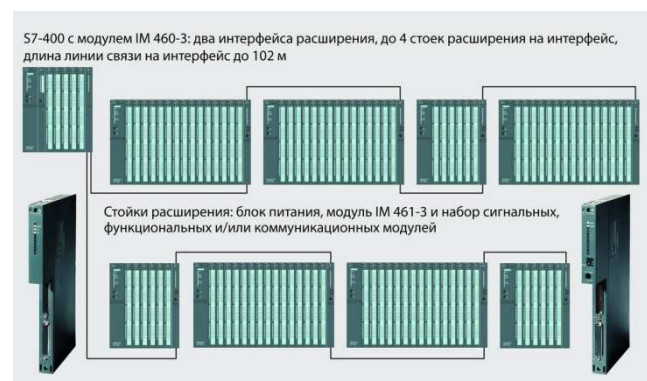 S7-400 с модулем IM 460-3: два интерфейса расширения, до 4 стоек расширения на интерфейс,
длина линии связи на интерфейс до 102 м
Стойки расширения: блок питания, модуль IM 461-3 и набор сигнальных,
функциональных и/или коммуникационных модулей